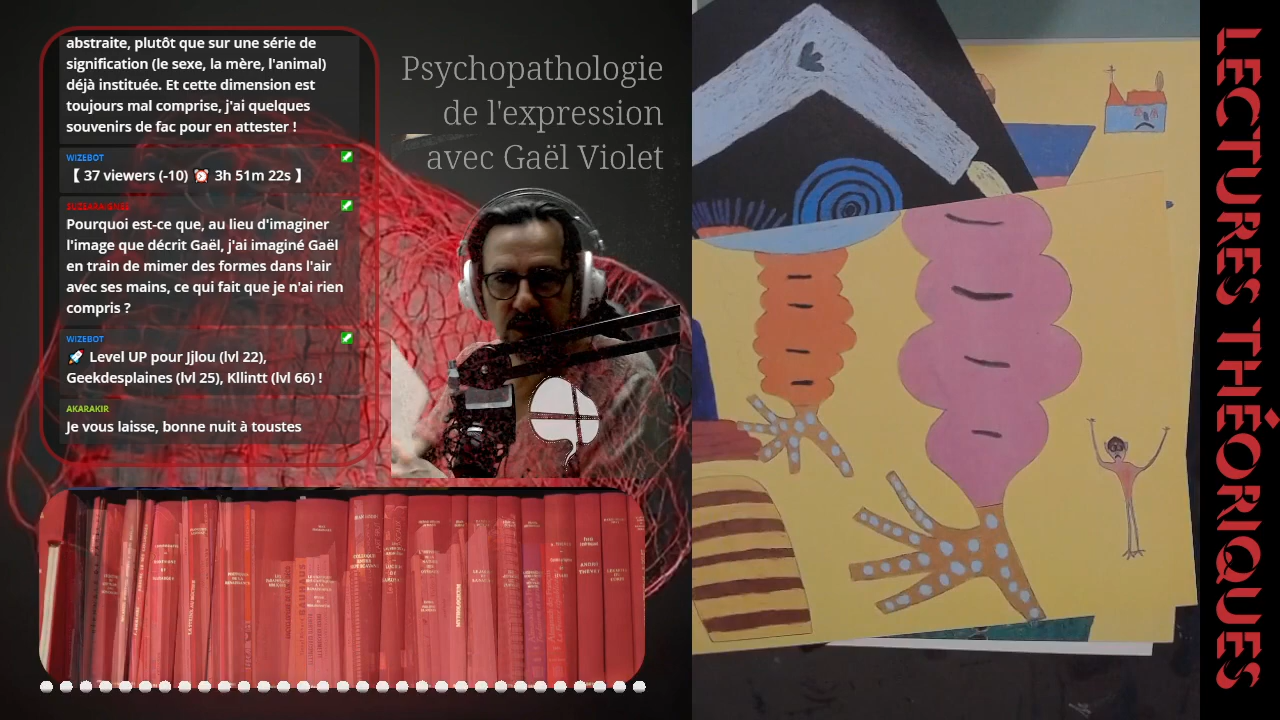 abstraite, plutôt que sur une série de
signification (le sexe, la mère, l'animal)
déjà instituée. Et cette dimension est
toujours mal comprise, j'ai quelques
souvenirs de fac pour en attester !
WIZEBOT
【 37 viewers (-10) ⏰ 3h 51m 22s 】
Pourquoi est-ce que, au lieu d'imaginer
l'image que décrit Gaël, j'ai imaginé Gaël
en train de mimer des formes dans l'air
avec ses mains, ce qui fait que je n'ai rien
compris ?
WIZEBOT
🚀 Level UP pour Jjlou (lvl 22),
Geekdesplaines (lvl 25), Kllintt (lvl 66) !
AKARAKIR
Je vous laisse, bonne nuit à toustes
Psychopathologie
de l'expression
avec Gaël Violet
LECTURES THÉORIQUES